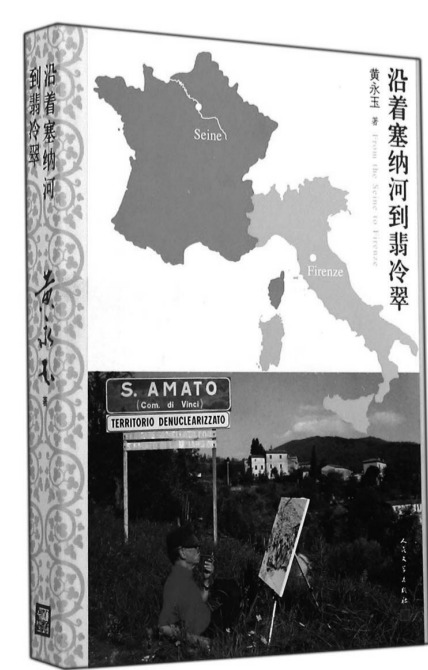 沿着塞纳河
到翡冷翠
黄永玉
著
沿着塞纳河到翡冷翠
黄永玉 著
From the Seine to Firenze
Seine
Firenze
S. AMATO
(Com. di Vinci)
TERRITORIO DENUCLEARIZZATO
人民文学出版社